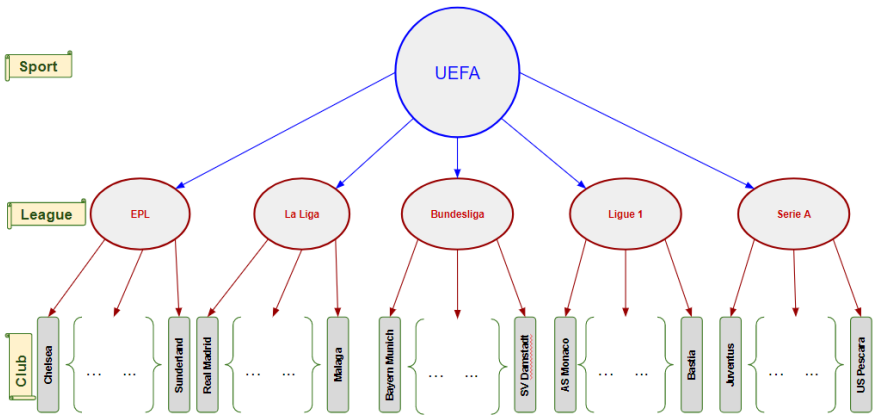 Sport
UEFA
League
EPL
La Liga
Bundesliga
Ligue 1
Serie A
Club
Chelsea
... ...
Sunderland
Real Madrid
... ...
Malaga
Bayern Munich
... ...
SV Damstadt
AS Monaco
... ...
Bastia
Juventus
... ...
US Pescara